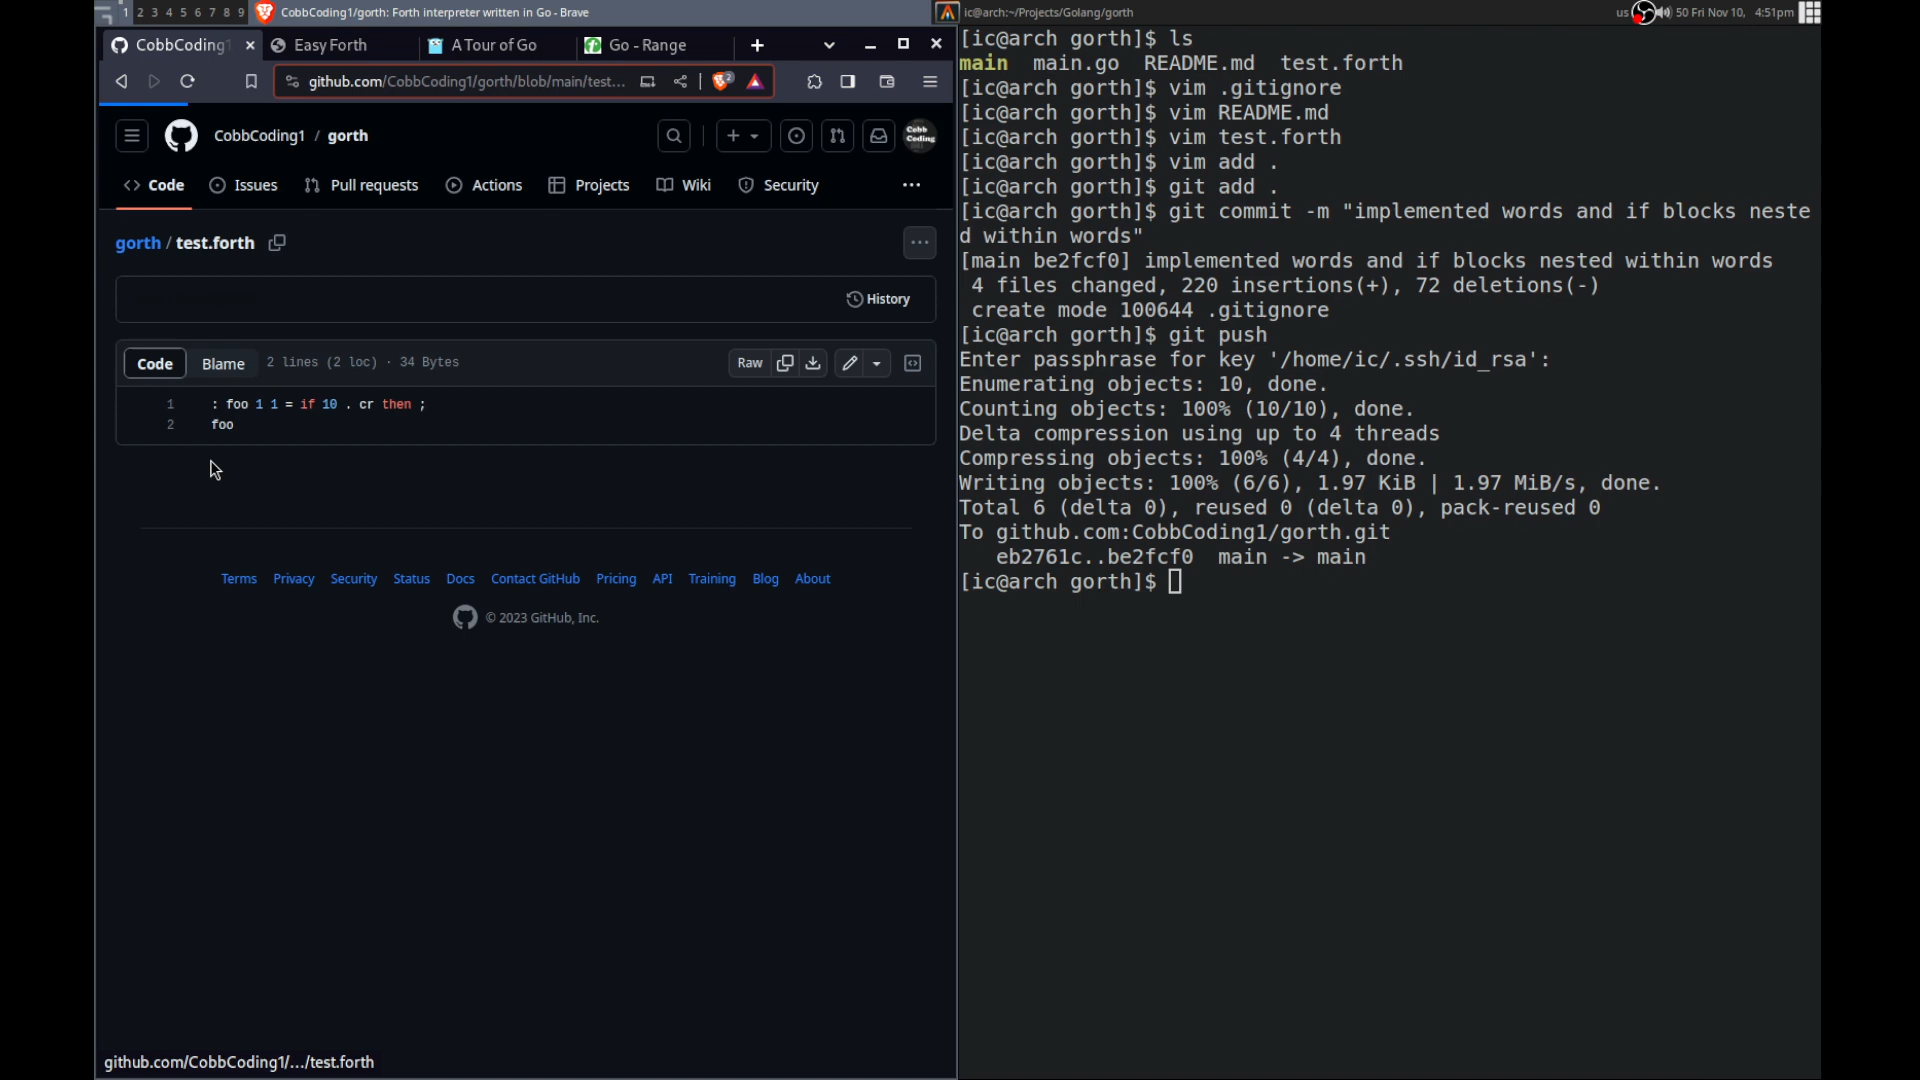 1 2 3 4 5 6 7 8 9 CobbCoding1/gorth: Forth interpreter written in Go - Brave
ic@arch:~/Projects/Golang/gorth
us 50 Fri Nov 10, 4:51pm
CobbCoding1 Easy Forth A Tour of Go Go - Range
github.com/CobbCoding1/gorth/blob/main/test... 2
CobbCoding1 / gorth
Cobb
Coding
Code Issues Pull requests Actions Projects Wiki Security
gorth / test.forth
History
Code Blame 2 lines (2 loc) · 34 Bytes Raw
1 : foo 1 1 = if 10 . cr then ;
2 foo
Terms Privacy Security Status Docs Contact GitHub Pricing API Training Blog About
© 2023 GitHub, Inc.
github.com/CobbCoding1/.../test.forth
[ic@arch gorth]$ ls
main main.go README.md test.forth
[ic@arch gorth]$ vim .gitignore
[ic@arch gorth]$ vim README.md
[ic@arch gorth]$ vim test.forth
[ic@arch gorth]$ vim add .
[ic@arch gorth]$ git add .
[ic@arch gorth]$ git commit -m "implemented words and if blocks neste
d within words"
[main be2fcf0] implemented words and if blocks nested within words
4 files changed, 220 insertions(+), 72 deletions(-)
create mode 100644 .gitignore
[ic@arch gorth]$ git push
Enter passphrase for key '/home/ic/.ssh/id_rsa':
Enumerating objects: 10, done.
Counting objects: 100% (10/10), done.
Delta compression using up to 4 threads
Compressing objects: 100% (4/4), done.
Writing objects: 100% (6/6), 1.97 KiB | 1.97 MiB/s, done.
Total 6 (delta 0), reused 0 (delta 0), pack-reused 0
To github.com:CobbCoding1/gorth.git
eb2761c..be2fcf0 main -> main
[ic@arch gorth]$